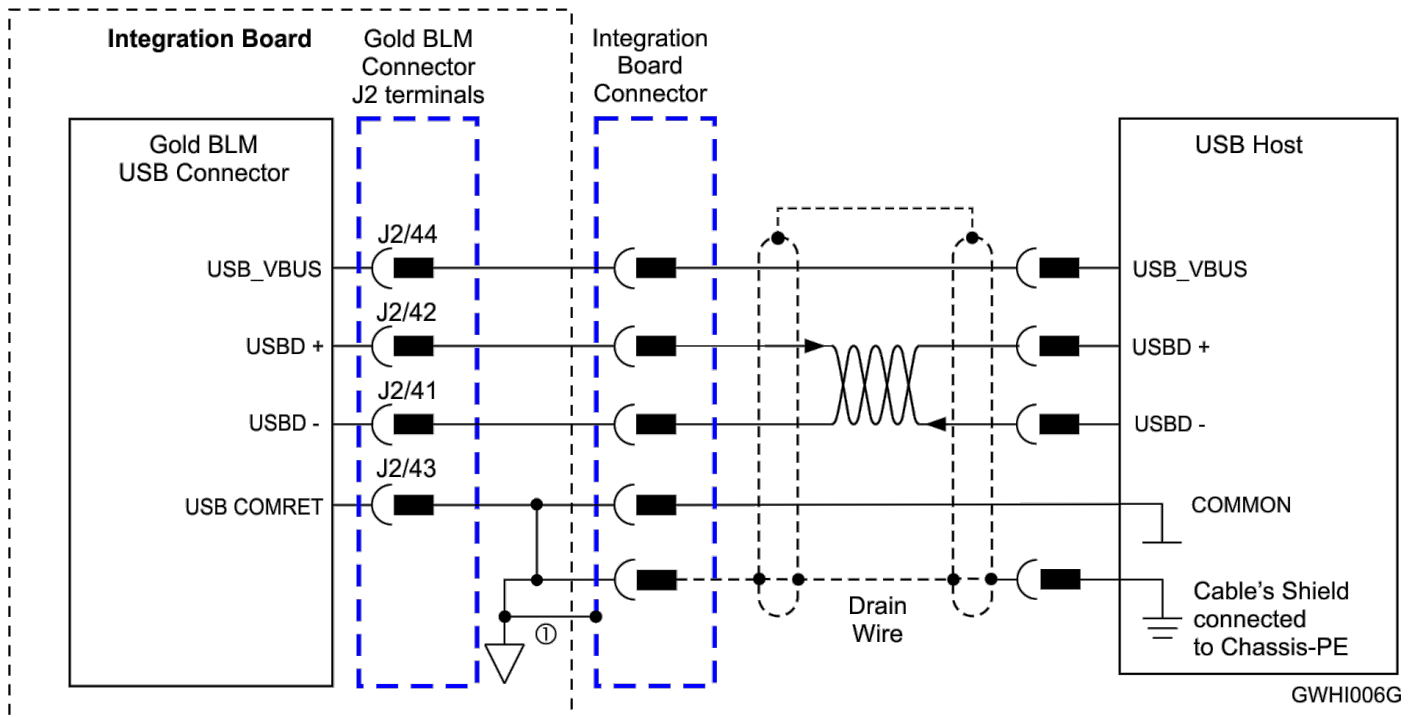 Integration Board
Gold BLM
Connector
J2 terminals
Integration
Board
Connector
Gold BLM
USB Connector
USB Host
J2/44
USB_VBUS
USB_VBUS
J2/42
USBD +
USBD +
J2/41
USBD -
USBD -
J2/43
USB COMRET
COMMON
Drain
Wire
①
Cable's Shield
connected
to Chassis-PE
GWHI006G